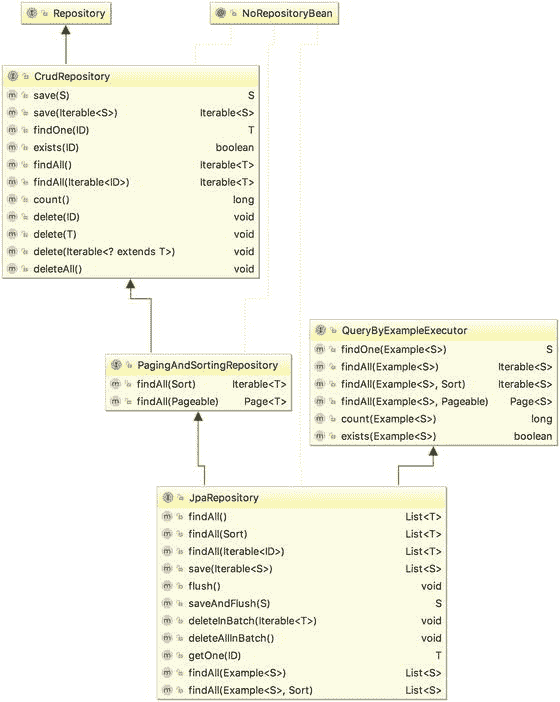 Repository
NoRepositoryBean
CrudRepository
save(S) S
save(Iterable<S>) Iterable<S>
findOne(ID) T
exists(ID) boolean
findAll() Iterable<T>
findAll(Iterable<ID>) Iterable<T>
count() long
delete(ID) void
delete(T) void
delete(Iterable<? extends T>) void
deleteAll() void
PagingAndSortingRepository
findAll(Sort) Iterable<T>
findAll(Pageable) Page<T>
QueryByExampleExecutor
findOne(Example<S>) S
findAll(Example<S>) Iterable<S>
findAll(Example<S>, Sort) Iterable<S>
findAll(Example<S>, Pageable) Page<S>
count(Example<S>) long
exists(Example<S>) boolean
JpaRepository
findAll() List<T>
findAll(Sort) List<T>
findAll(Iterable<ID>) List<T>
save(Iterable<S>) List<S>
flush() void
saveAndFlush(S) S
deleteInBatch(Iterable<T>) void
deleteAllInBatch() void
getOne(ID) T
findAll(Example<S>) List<S>
findAll(Example<S>, Sort) List<S>